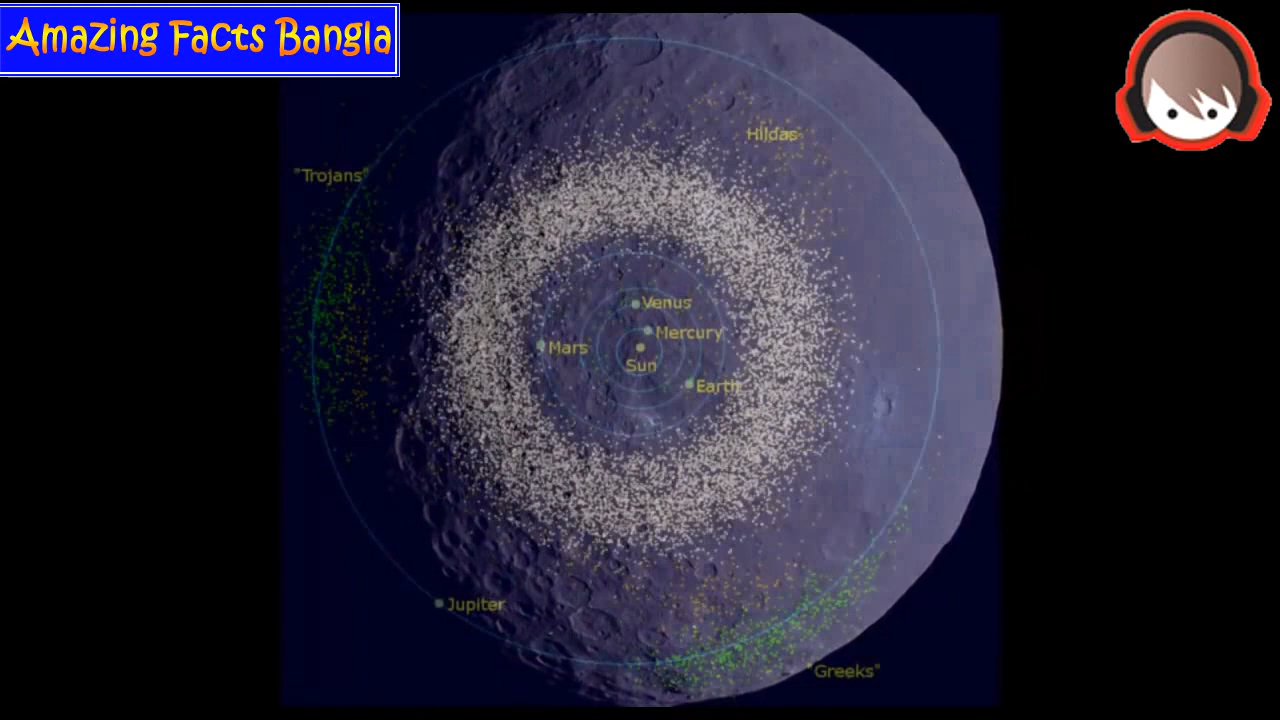 Amazing Facts Bangla
Hildas
"Trojans"
Venus
Mercury
Mars
Sun
Earth
Jupiter
"Greeks"